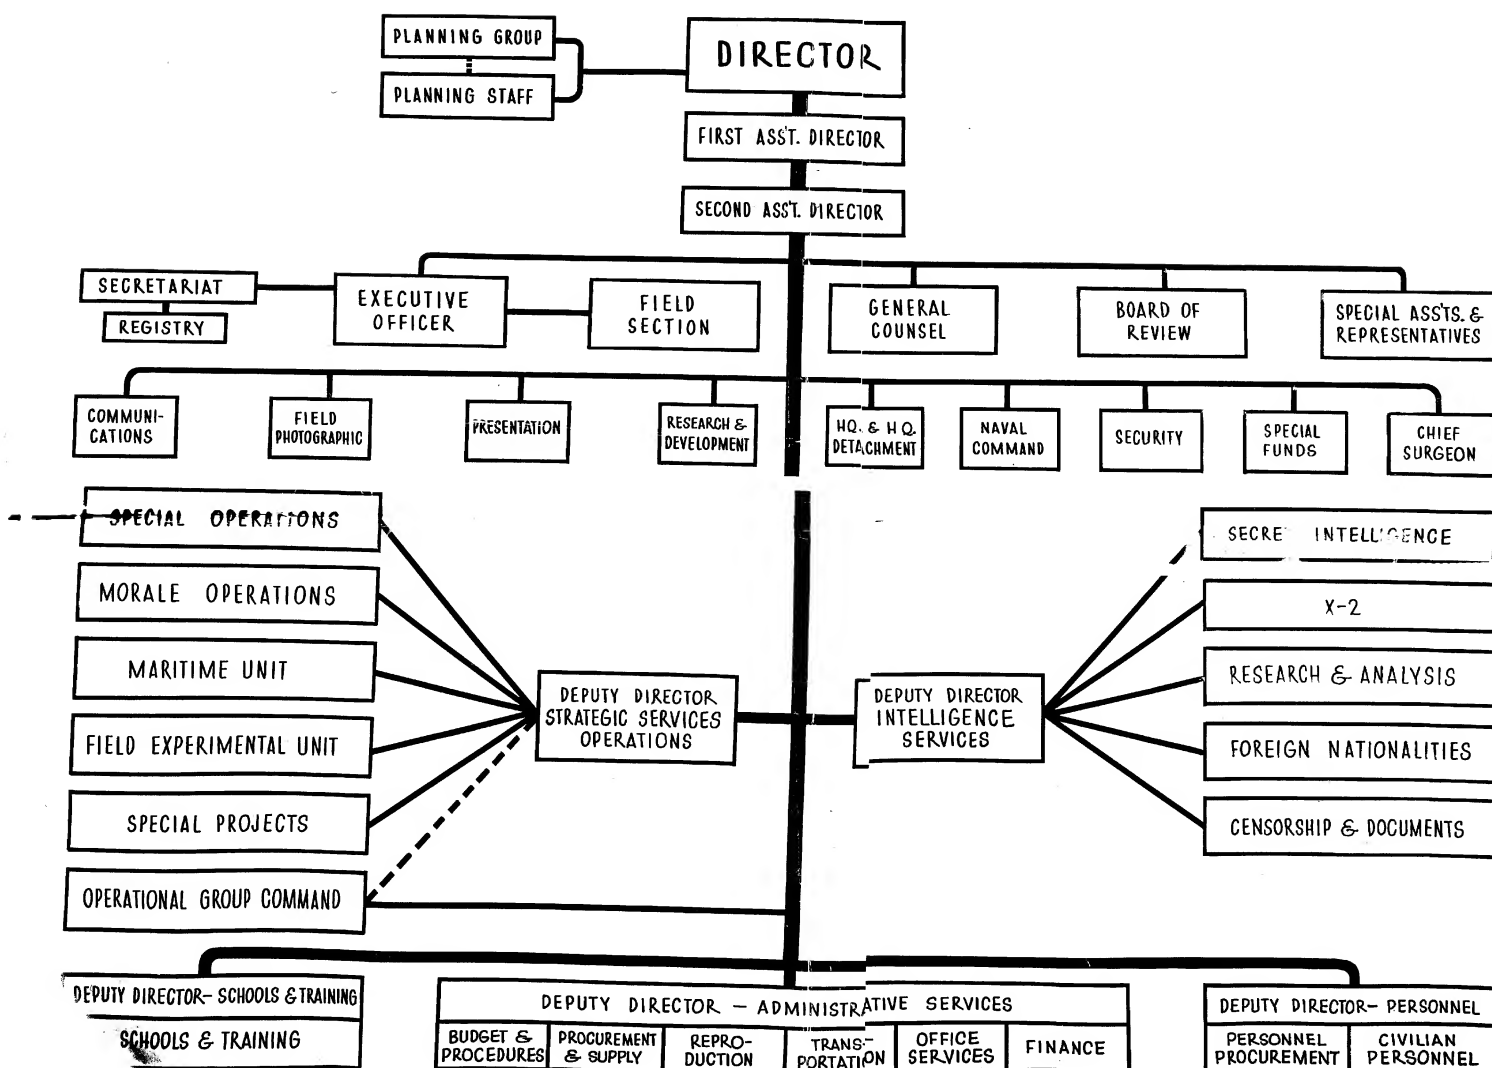 PLANNING GROUP
DIRECTOR
PLANNING STAFF
FIRST ASS'T. DIRECTOR
SECOND ASS'T. DIRECTOR
SECRETARIAT
REGISTRY
EXECUTIVE
OFFICER
FIELD
SECTION
GENERAL
COUNSEL
BOARD OF
REVIEW
SPECIAL ASS'TS. &
REPRESENTATIVES
COMMUNI-
CATIONS
FIELD
PHOTOGRAPHIC
PRESENTATION
RESEARCH &
DEVELOPMENT
HQ. & HQ.
DETACHMENT
NAVAL
COMMAND
SECURITY
SPECIAL
FUNDS
CHIEF
SURGEON
SPECIAL OPERATIONS
MORALE OPERATIONS
MARITIME UNIT
FIELD EXPERIMENTAL UNIT
SPECIAL PROJECTS
OPERATIONAL GROUP COMMAND
DEPUTY DIRECTOR
STRATEGIC SERVICES
OPERATIONS
DEPUTY DIRECTOR
INTELLIGENCE
SERVICES
SECRET INTELLIGENCE
X-2
RESEARCH & ANALYSIS
FOREIGN NATIONALITIES
CENSORSHIP & DOCUMENTS
DEPUTY DIRECTOR- SCHOOLS & TRAINING
SCHOOLS & TRAINING
DEPUTY DIRECTOR - ADMINISTRATIVE SERVICES
BUDGET &
PROCEDURES
PROCUREMENT
& SUPPLY
REPRO-
DUCTION
TRANS-
PORTATION
OFFICE
SERVICES
FINANCE
DEPUTY DIRECTOR- PERSONNEL
PERSONNEL
PROCUREMENT
CIVILIAN
PERSONNEL